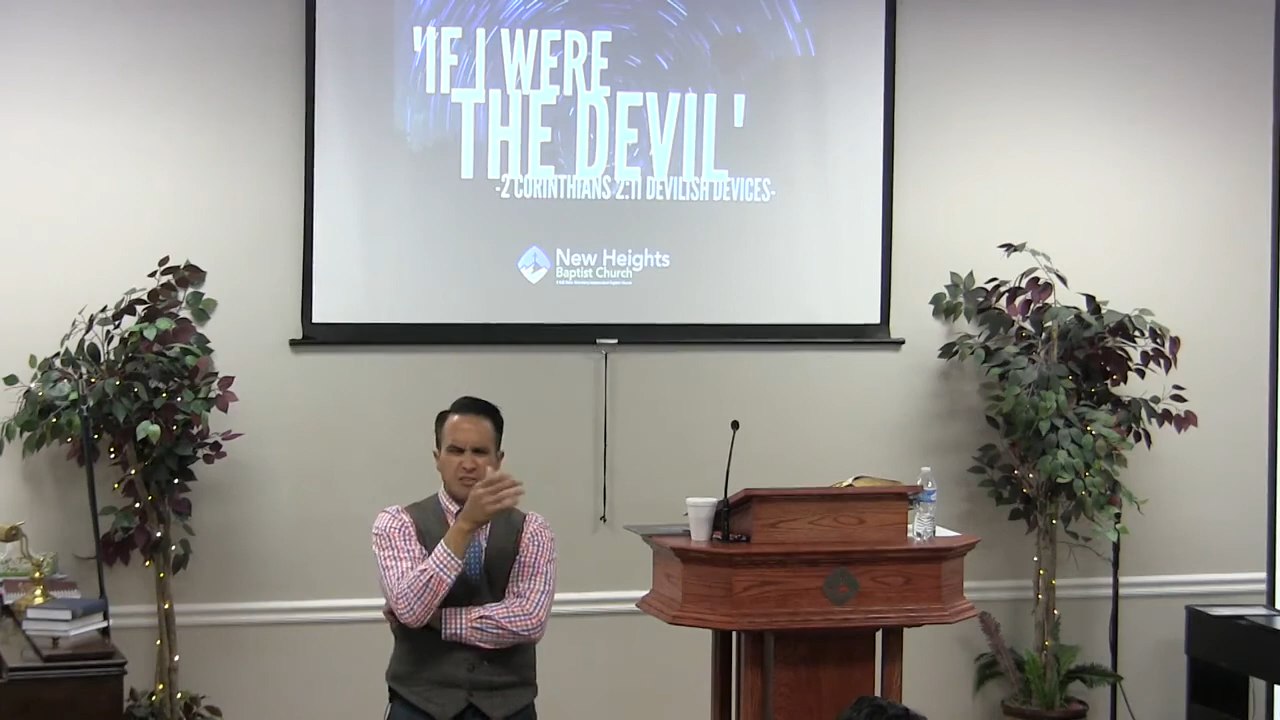 'IF I WERE
THE DEVIL'
-2 CORINTHIANS 2:11 DEVILISH DEVICES-
New Heights
Baptist Church